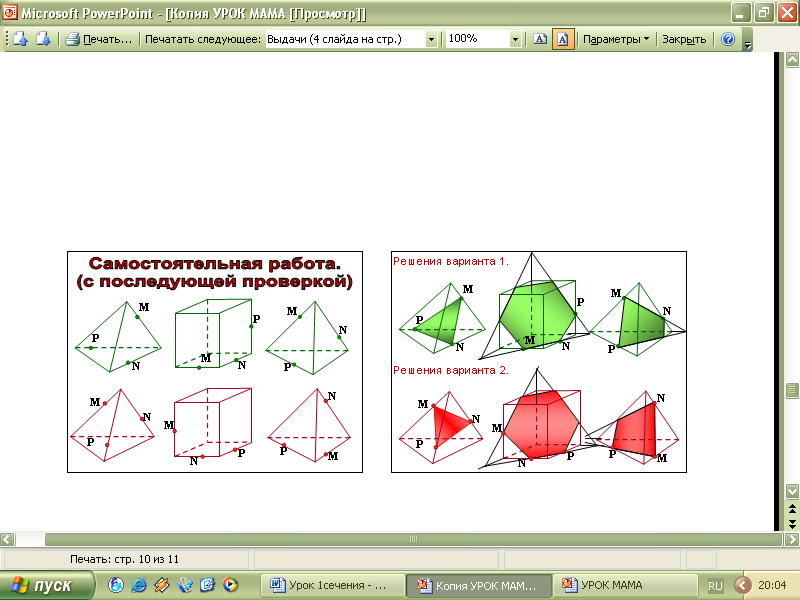 Microsoft PowerPoint - [Копия УРОК МАМА [Просмотр]]
Печать... Печатать следующее: Выдачи (4 слайда на стр.) 100% A A Параметры Закрыть
Самостоятельная работа.
(с последующей проверкой)
M
P
N
P
M
N
M
N
P
M
N
P
M
N
P
N
P
M
Решения варианта 1.
M
P
N
P
M
N
M
N
P
Решения варианта 2.
M
N
P
M
N
P
N
P
M
Печать: стр. 10 из 11
пуск Урок 1сечения - ... Копия УРОК МАМ... УРОК МАМА RU 20:04